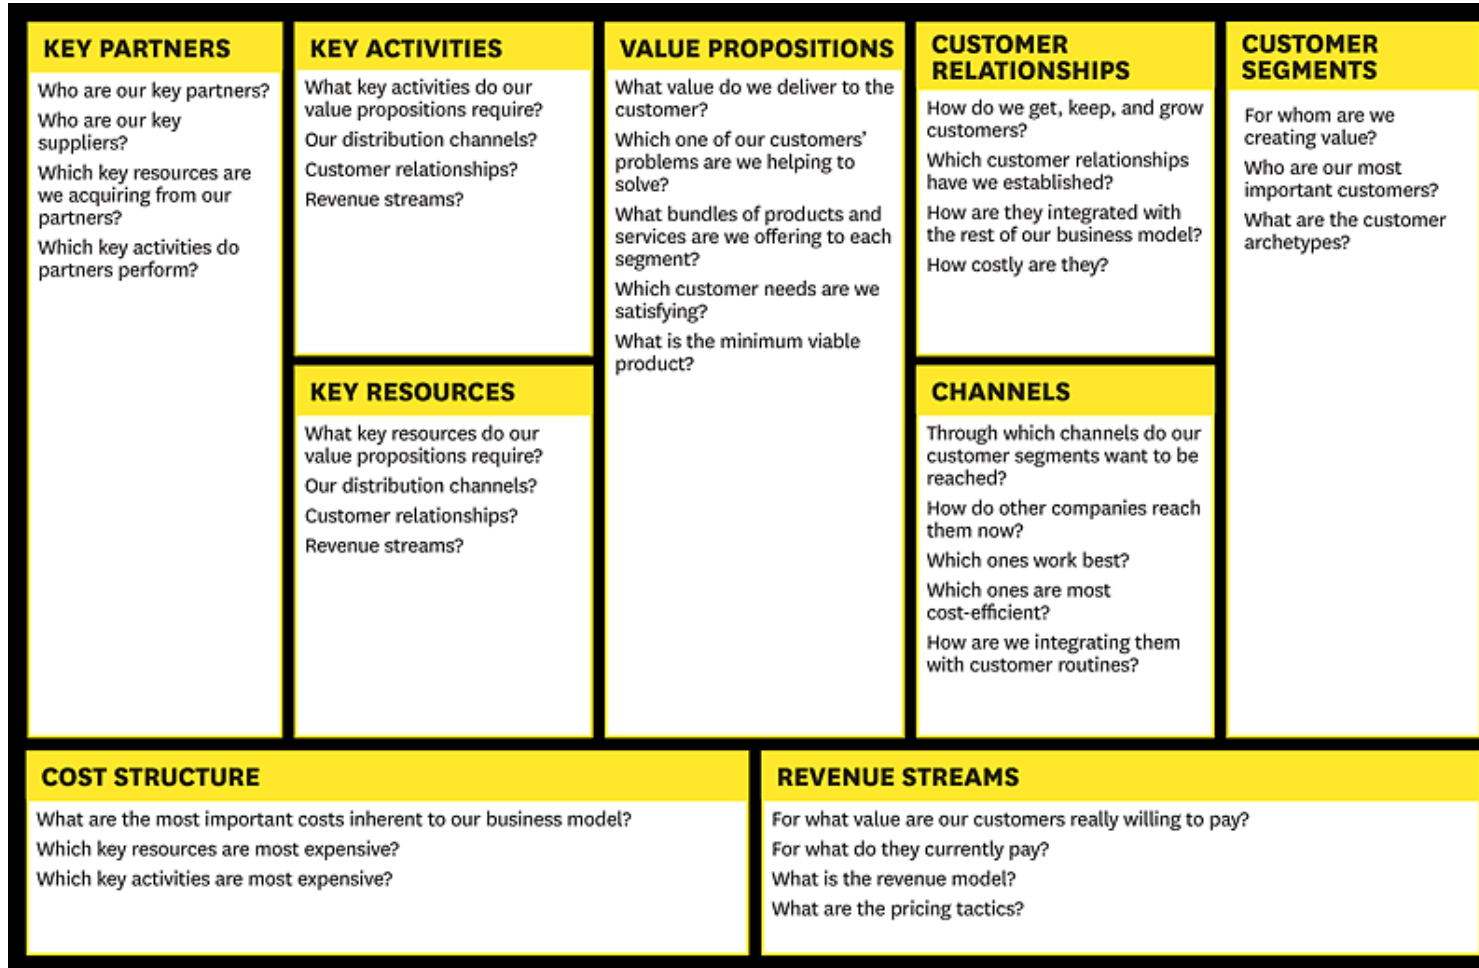 KEY PARTNERS
Who are our key partners?
Who are our key
suppliers?
Which key resources are
we acquiring from our
partners?
Which key activities do
partners perform?
KEY ACTIVITIES
What key activities do our
value propositions require?
Our distribution channels?
Customer relationships?
Revenue streams?
KEY RESOURCES
What key resources do our
value propositions require?
Our distribution channels?
Customer relationships?
Revenue streams?
VALUE PROPOSITIONS
What value do we deliver to the
customer?
Which one of our customers’
problems are we helping to
solve?
What bundles of products and
services are we offering to each
segment?
Which customer needs are we
satisfying?
What is the minimum viable
product?
CUSTOMER
RELATIONSHIPS
How do we get, keep, and grow
customers?
Which customer relationships
have we established?
How are they integrated with
the rest of our business model?
How costly are they?
CHANNELS
Through which channels do our
customer segments want to be
reached?
How do other companies reach
them now?
Which ones work best?
Which ones are most
cost-efficient?
How are we integrating them
with customer routines?
CUSTOMER
SEGMENTS
For whom are we
creating value?
Who are our most
important customers?
What are the customer
archetypes?
COST STRUCTURE
What are the most important costs inherent to our business model?
Which key resources are most expensive?
Which key activities are most expensive?
REVENUE STREAMS
For what value are our customers really willing to pay?
For what do they currently pay?
What is the revenue model?
What are the pricing tactics?